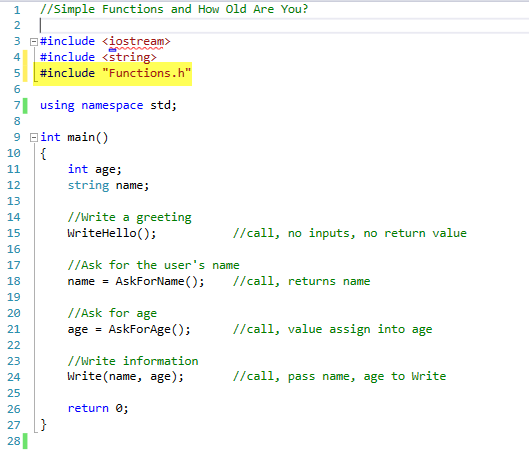 1 //Simple Functions and How Old Are You?
2
3 #include <iostream>
4 #include <string>
5 #include "Functions.h"
6
7 using namespace std;
8
9 int main()
10 {
11 int age;
12 string name;
13
14 //Write a greeting
15 WriteHello(); //call, no inputs, no return value
16
17 //Ask for the user's name
18 name = AskForName(); //call, returns name
19
20 //Ask for age
21 age = AskForAge(); //call, value assign into age
22
23 //Write information
24 Write(name, age); //call, pass name, age to Write
25
26 return 0;
27 }
28